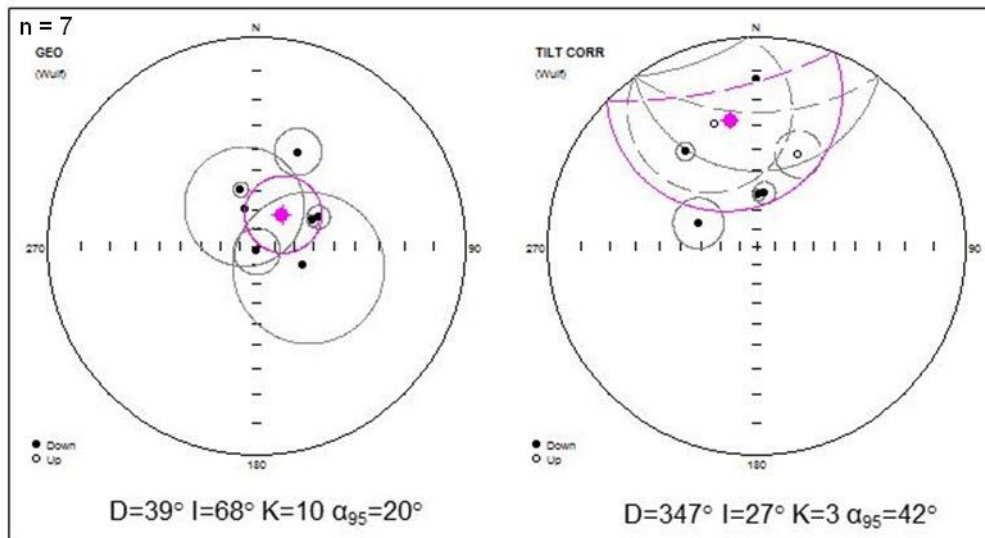 n = 7
GEO
(Wulf)
N
270
90
180
Down
Up
D=39° I=68° K=10 α95=20°
TILT CORR
(Wulf)
N
270
90
180
Down
Up
D=347° I=27° K=3 α95=42°